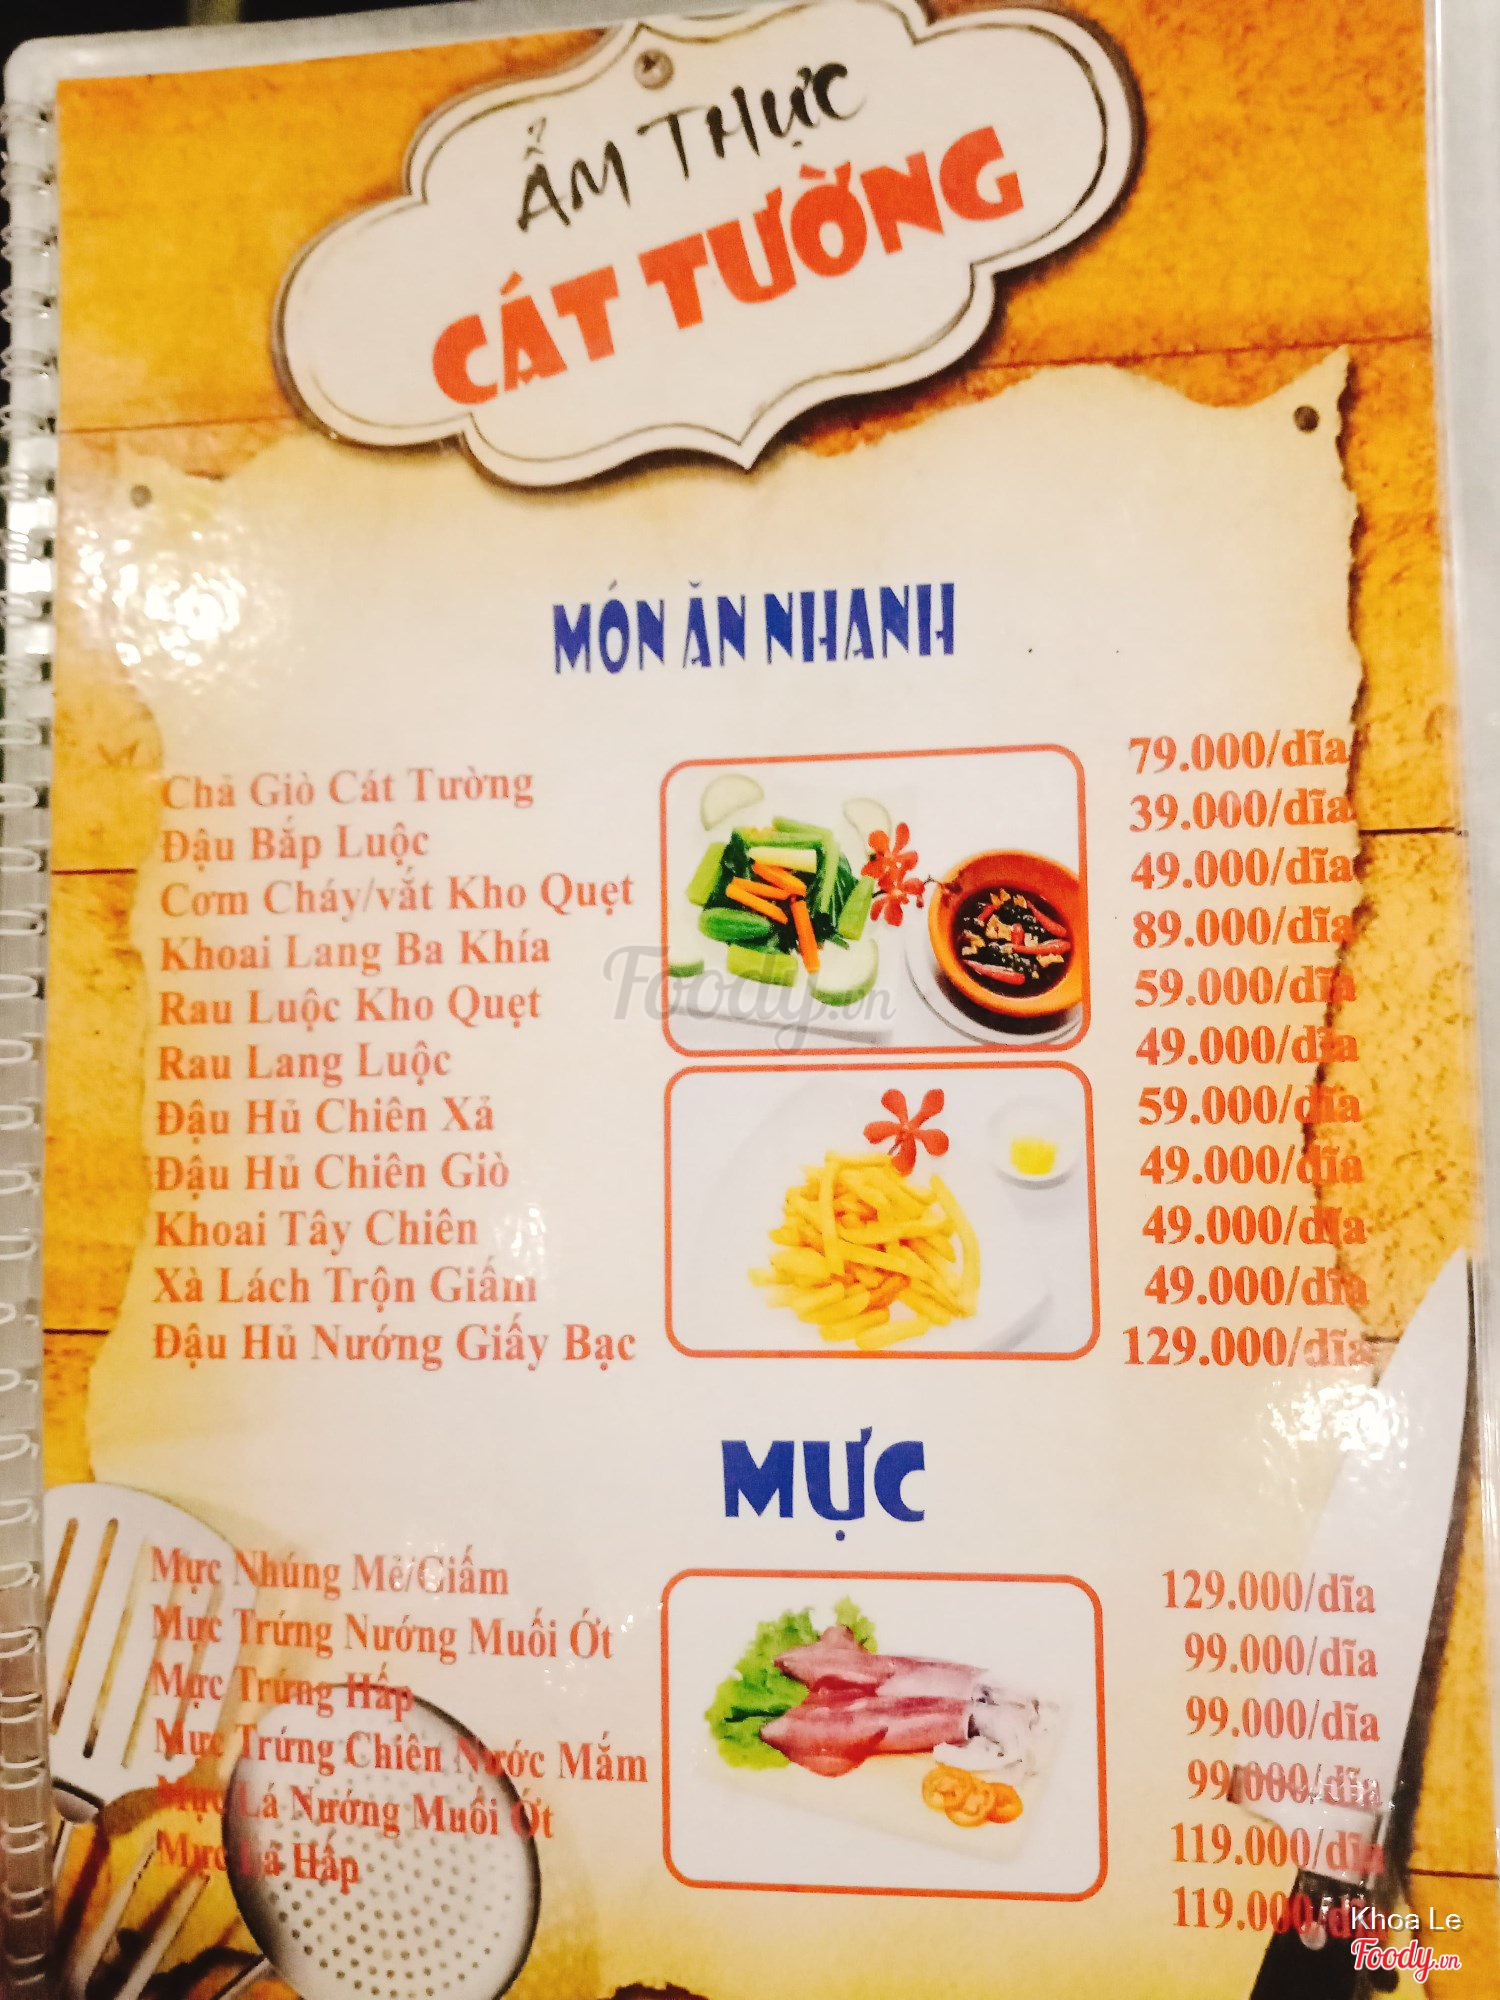 ẨM THỰC
CÁT TƯỜNG
MÓN ĂN NHANH
Chả Giò Cát Tường 79.000/dĩa
Đậu Bắp Luộc 39.000/dĩa
Cơm Cháy/vắt Kho Quẹt 49.000/dĩa
Khoai Lang Ba Khía 89.000/dĩa
Rau Luộc Kho Quẹt 59.000/dĩa
Rau Lang Luộc 49.000/dĩa
Đậu Hủ Chiên Xả 59.000/dĩa
Đậu Hủ Chiên Giò 49.000/dĩa
Khoai Tây Chiên 49.000/dĩa
Xà Lách Trộn Giấm 49.000/dĩa
Đậu Hủ Nướng Giấy Bạc 129.000/dĩa
Foody.vn
MỰC
Mực Nhúng Mẻ/Giấm 129.000/dĩa
Mực Trứng Nướng Muối Ớt 99.000/dĩa
Mực Trứng Hấp 99.000/dĩa
Mực Trứng Chiên Nước Mắm 99.000/dĩa
Mực Lá Nướng Muối Ớt 119.000/dĩa
Mực Lá Hấp 119.000/dĩa
Khoa Le
Foody.vn